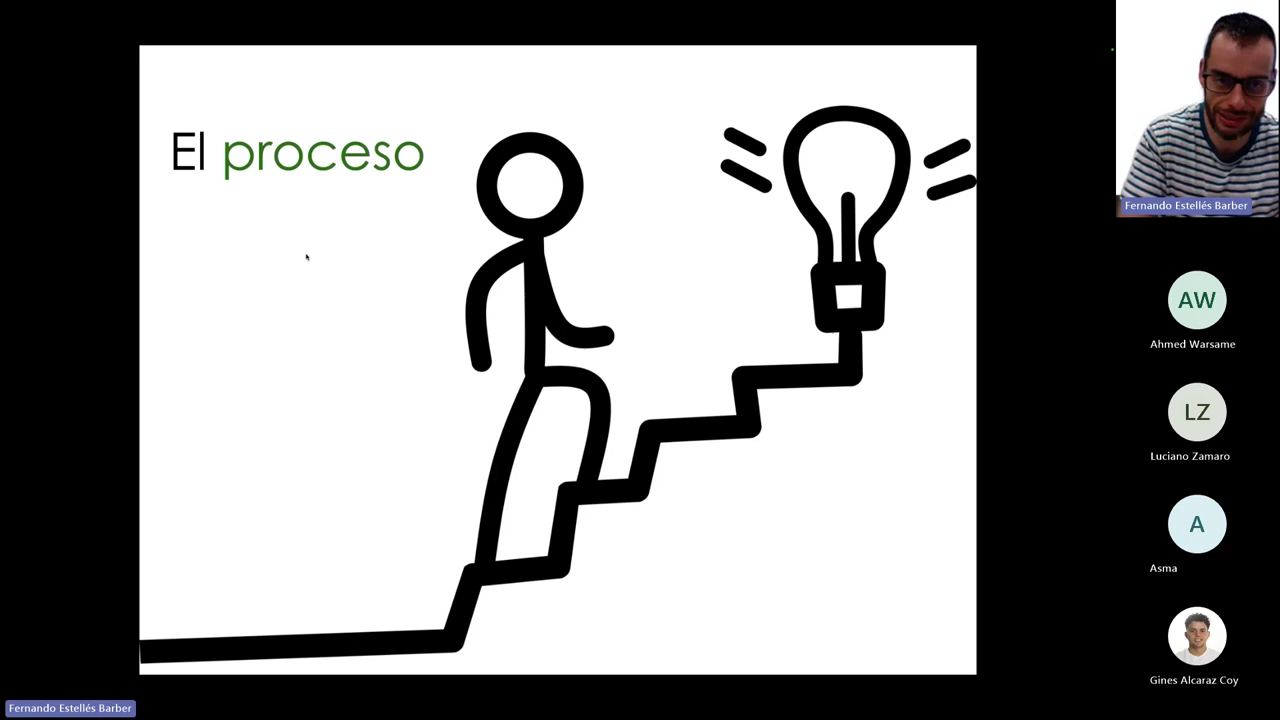 El proceso
Fernando Estellés Barber
AW
Ahmed Warsame
LZ
Luciano Zamaro
A
Asma
Gines Alcaraz Coy
Fernando Estellés Barber